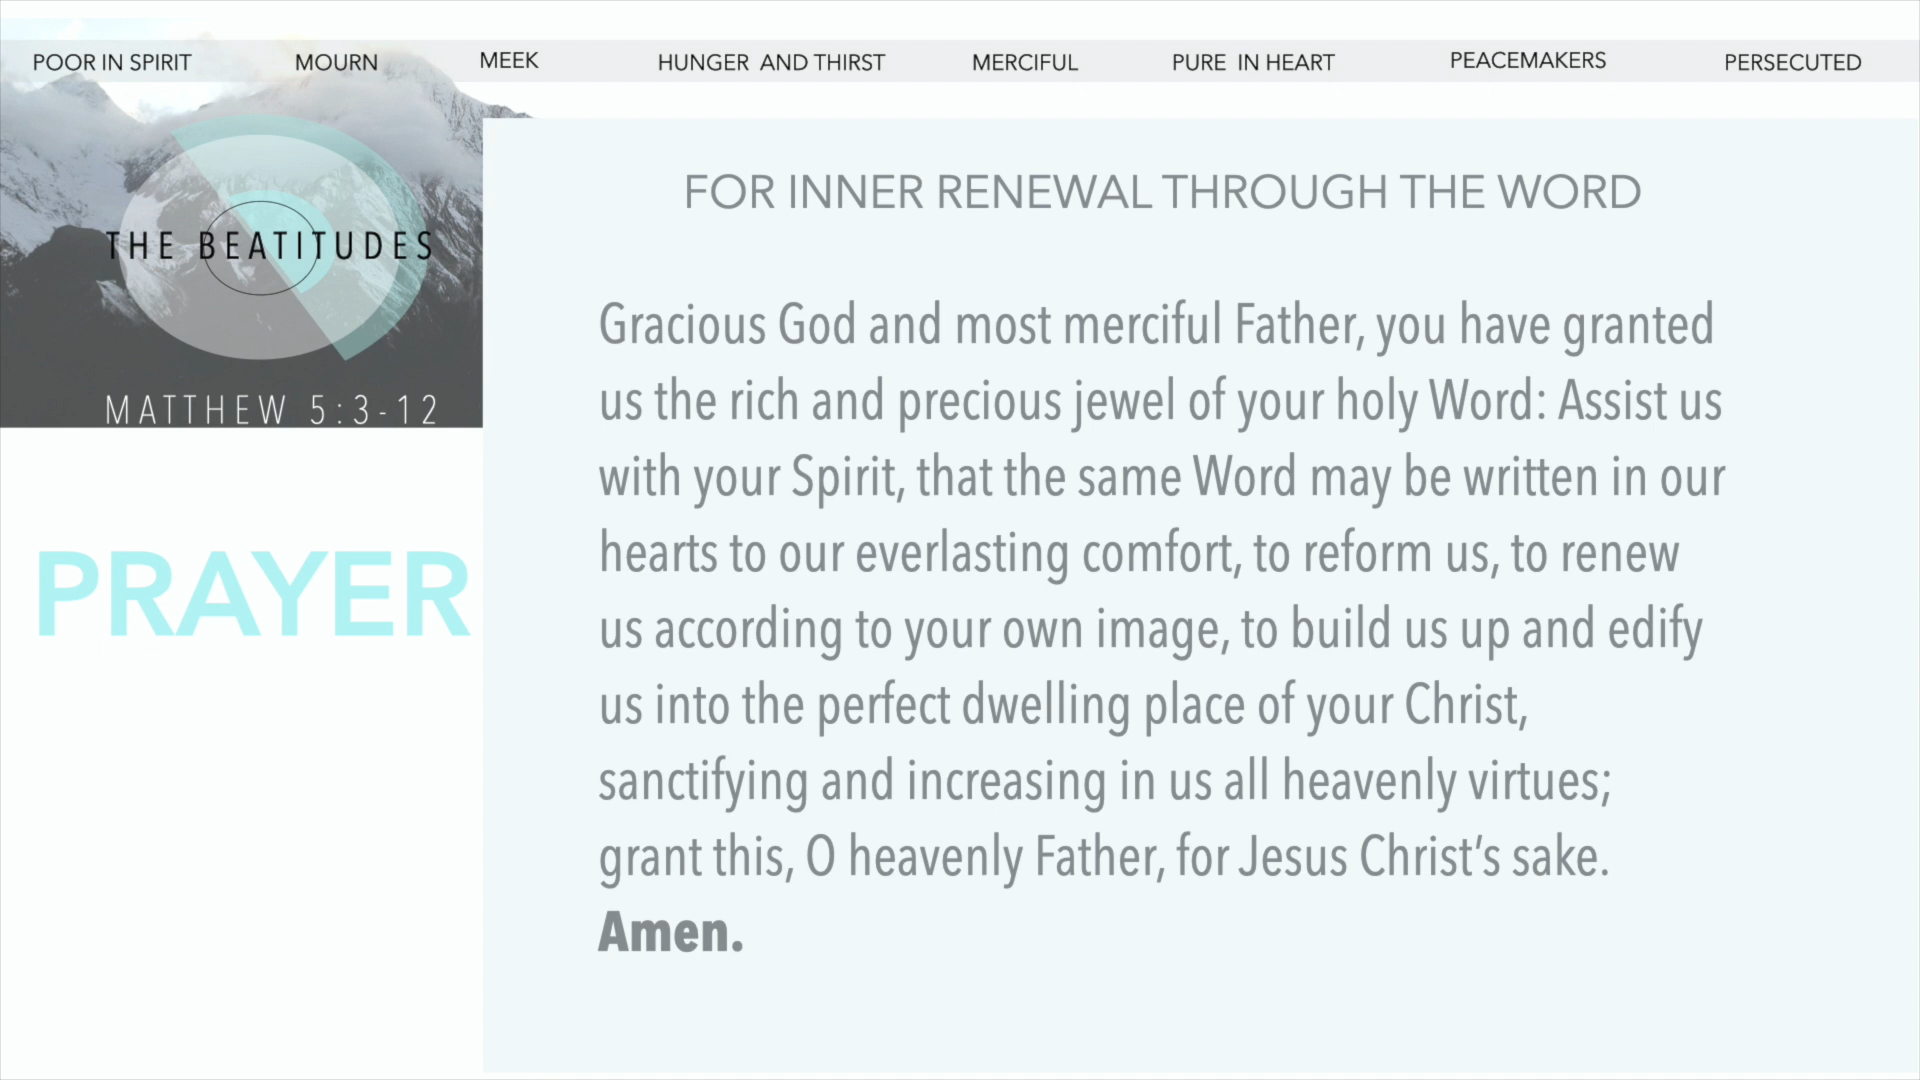 POOR IN SPIRIT MOURN MEEK HUNGER AND THIRST MERCIFUL PURE IN HEART PEACEMAKERS PERSECUTED
THE BEATITUDES
MATTHEW 5:3-12
PRAYER
FOR INNER RENEWAL THROUGH THE WORD
Gracious God and most merciful Father, you have granted
us the rich and precious jewel of your holy Word: Assist us
with your Spirit, that the same Word may be written in our
hearts to our everlasting comfort, to reform us, to renew
us according to your own image, to build us up and edify
us into the perfect dwelling place of your Christ,
sanctifying and increasing in us all heavenly virtues;
grant this, O heavenly Father, for Jesus Christ’s sake.
Amen.